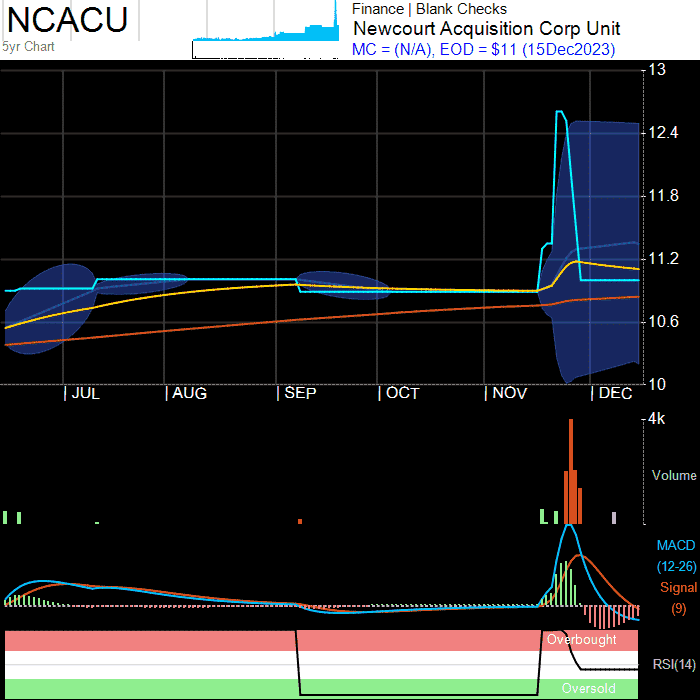 NCACU
5yr Chart
Finance | Blank Checks
Newcourt Acquisition Corp Unit
MC = (N/A), EOD = $11 (15Dec2023)
13
12.4
11.8
11.2
10.6
10
JUL AUG SEP OCT NOV DEC
4k
Volume
MACD
(12-26)
Signal
(9)
Overbought
RSI(14)
Oversold